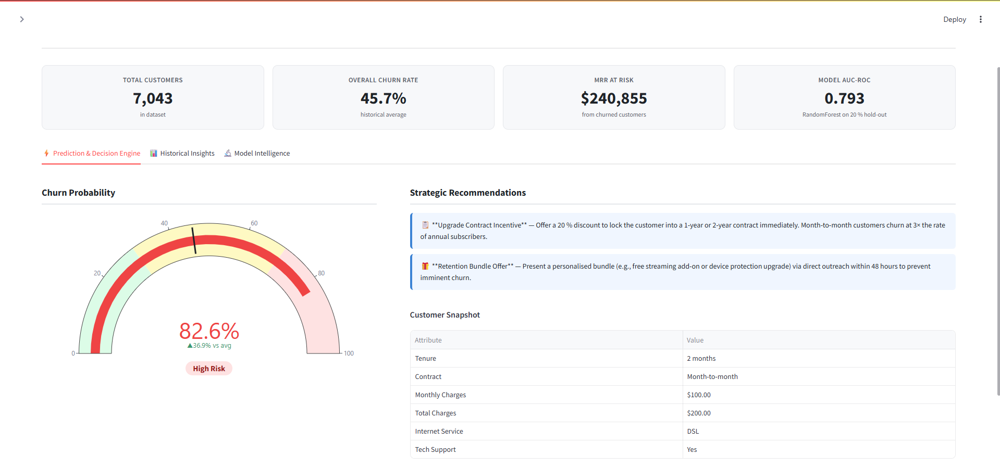 Deploy
TOTAL CUSTOMERS
7,043
in dataset
OVERALL CHURN RATE
45.7%
historical average
MRR AT RISK
$240,855
from churned customers
MODEL AUC-ROC
0.793
RandomForest on 20 % hold-out
⚡ Prediction & Decision Engine
📊 Historical Insights
🔬 Model Intelligence
Churn Probability
0
20
40
60
80
100
82.6%
▲36.9% vs avg
High Risk
Strategic Recommendations
📋 **Upgrade Contract Incentive** — Offer a 20 % discount to lock the customer into a 1-year or 2-year contract immediately. Month-to-month customers churn at 3× the rate
of annual subscribers.
🎁 **Retention Bundle Offer** — Present a personalised bundle (e.g., free streaming add-on or device protection upgrade) via direct outreach within 48 hours to prevent
imminent churn.
Customer Snapshot
Attribute Value
Tenure 2 months
Contract Month-to-month
Monthly Charges $100.00
Total Charges $200.00
Internet Service DSL
Tech Support Yes